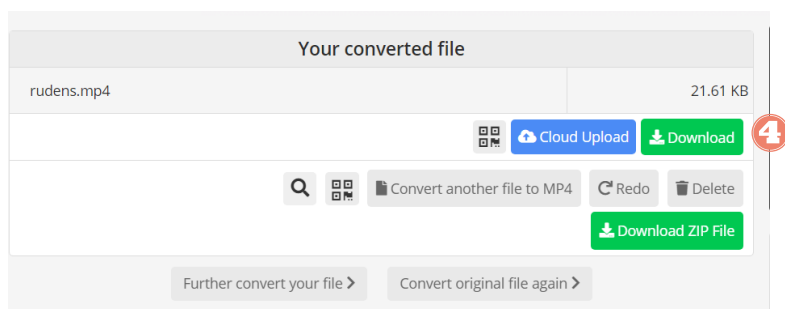 Your converted file
rudens.mp4 21.61 KB
Cloud Upload Download 4
Convert another file to MP4 Redo Delete
Download ZIP File
Further convert your file Convert original file again